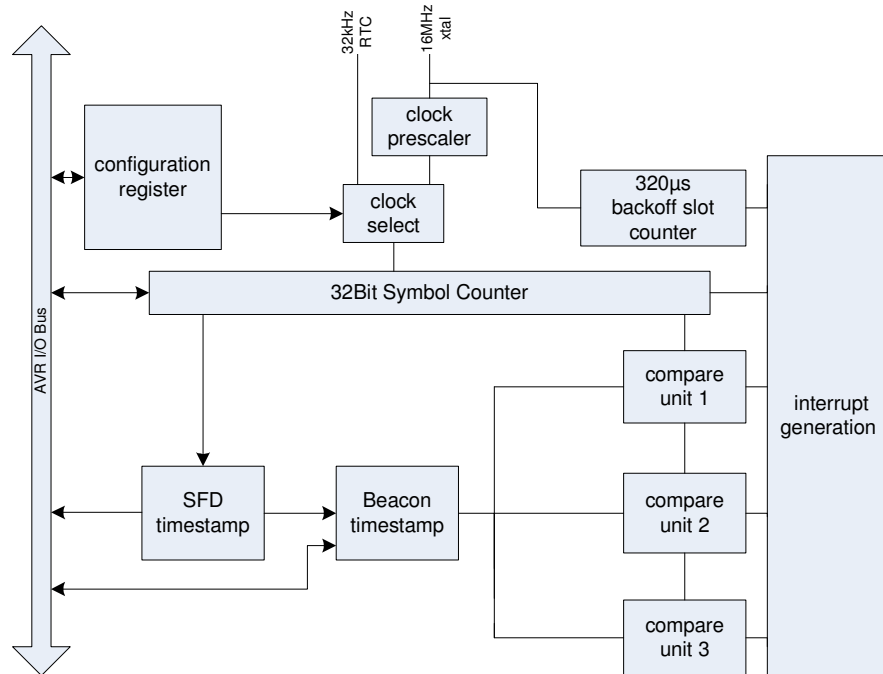 32kHz
RTC
16MHz
xtal
clock
prescaler
configuration
register
320µs
backoff slot
counter
clock
select
32Bit Symbol Counter
AVR I/O Bus
compare
unit 1
interrupt
generation
SFD
timestamp
Beacon
timestamp
compare
unit 2
compare
unit 3